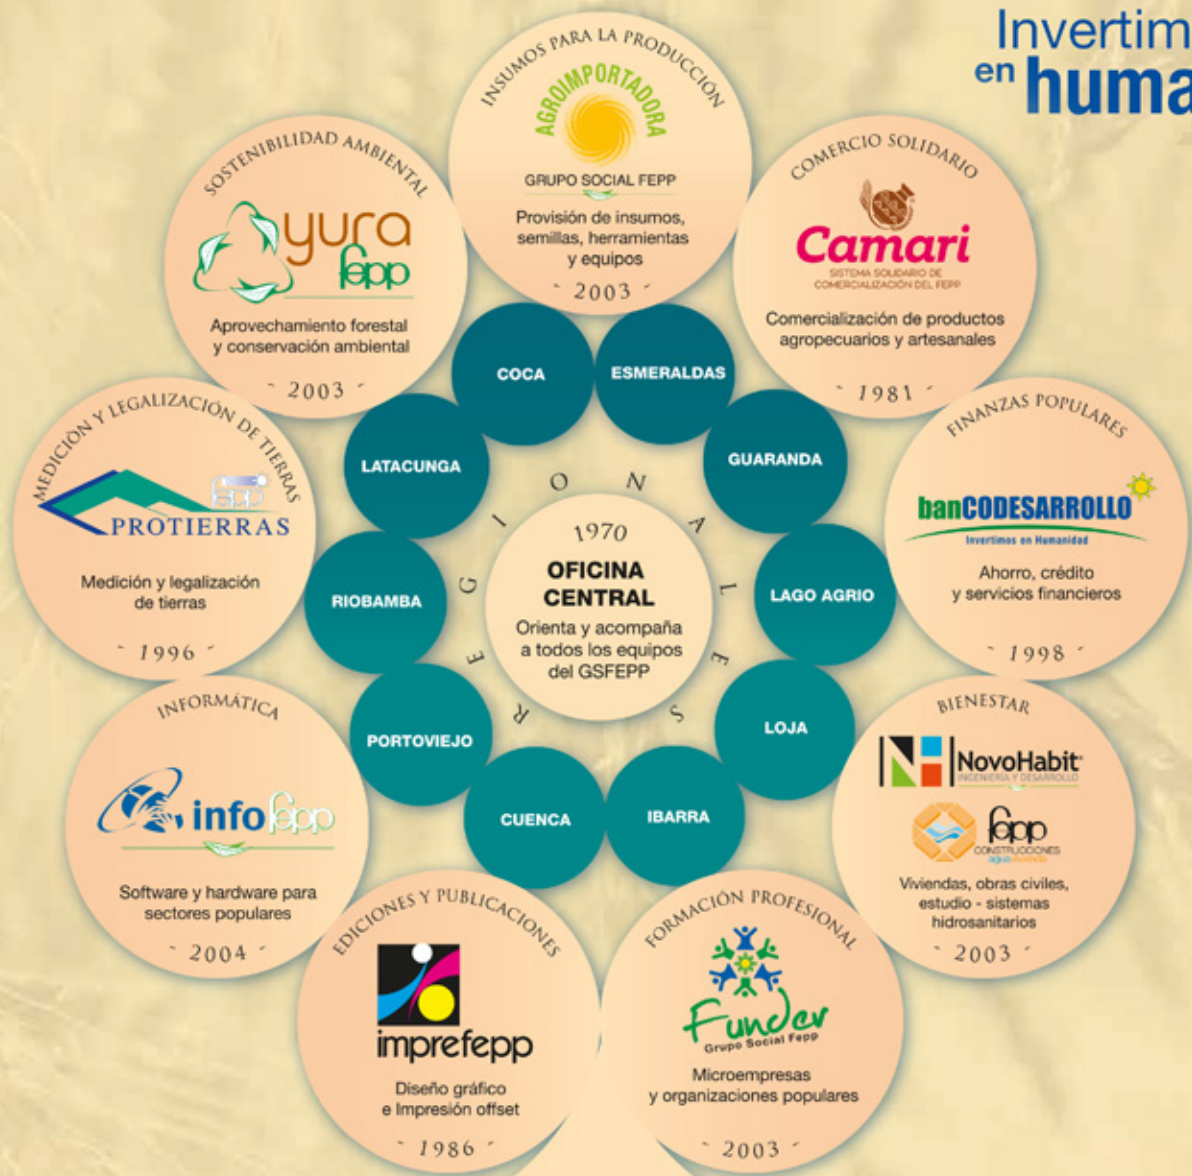 Invertim
en huma
INSUMOS PARA LA PRODUCCIÓN
AGROIMPORTADORA
GRUPO SOCIAL FEPP
Provisión de insumos,
semillas, herramientas
y equipos
- 2003 -
COMERCIO SOLIDARIO
Camari
SISTEMA SOLIDARIO DE
COMERCIALIZACIÓN DEL FEPP
Comercialización de productos
agropecuarios y artesanales
- 1981 -
FINANZAS POPULARES
banCODESARROLLO
Invertimos en Humanidad
Ahorro, crédito
y servicios financieros
- 1998 -
BIENESTAR
NovoHabit
INGENIERÍA Y DESARROLLO
fepp
CONSTRUCCIONES
aguavivienda
Viviendas, obras civiles,
estudio - sistemas
hidrosanitarios
- 2003 -
FORMACIÓN PROFESIONAL
Funder
Grupo Social Fepp
Microempresas
y organizaciones populares
- 2003 -
EDICIONES Y PUBLICACIONES
imprefepp
Diseño gráfico
e Impresión offset
- 1986 -
INFORMÁTICA
infofepp
Software y hardware para
sectores populares
- 2004 -
MEDICIÓN Y LEGALIZACIÓN DE TIERRAS
fepp
PROTIERRAS
Medición y legalización
de tierras
- 1996 -
SOSTENIBILIDAD AMBIENTAL
yura
fepp
Aprovechamiento forestal
y conservación ambiental
- 2003 -
COCA
ESMERALDAS
GUARANDA
LAGO AGRIO
LOJA
IBARRA
CUENCA
PORTOVIEJO
RIOBAMBA
LATACUNGA
REGIONALES
1970
OFICINA
CENTRAL
Orienta y acompaña
a todos los equipos
del GSFEPP